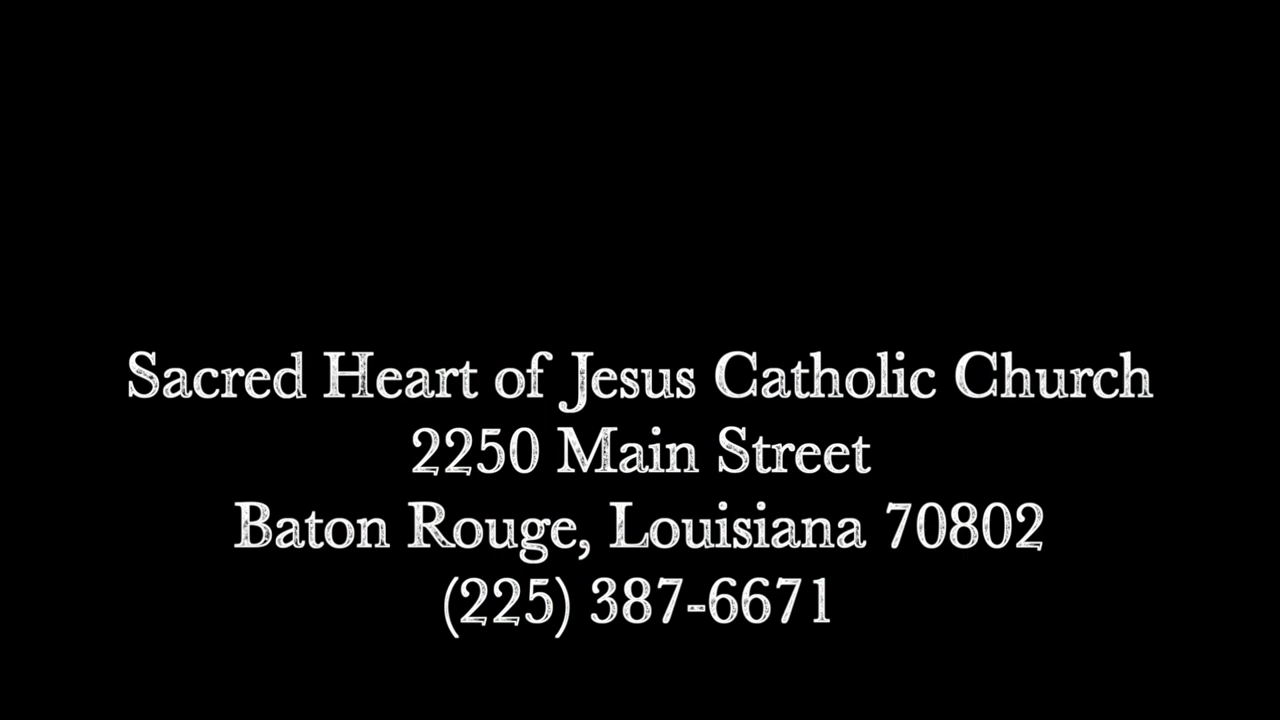 Sacred Heart of Jesus Catholic Church
2250 Main Street
Baton Rouge, Louisiana 70802
(225) 387-6671